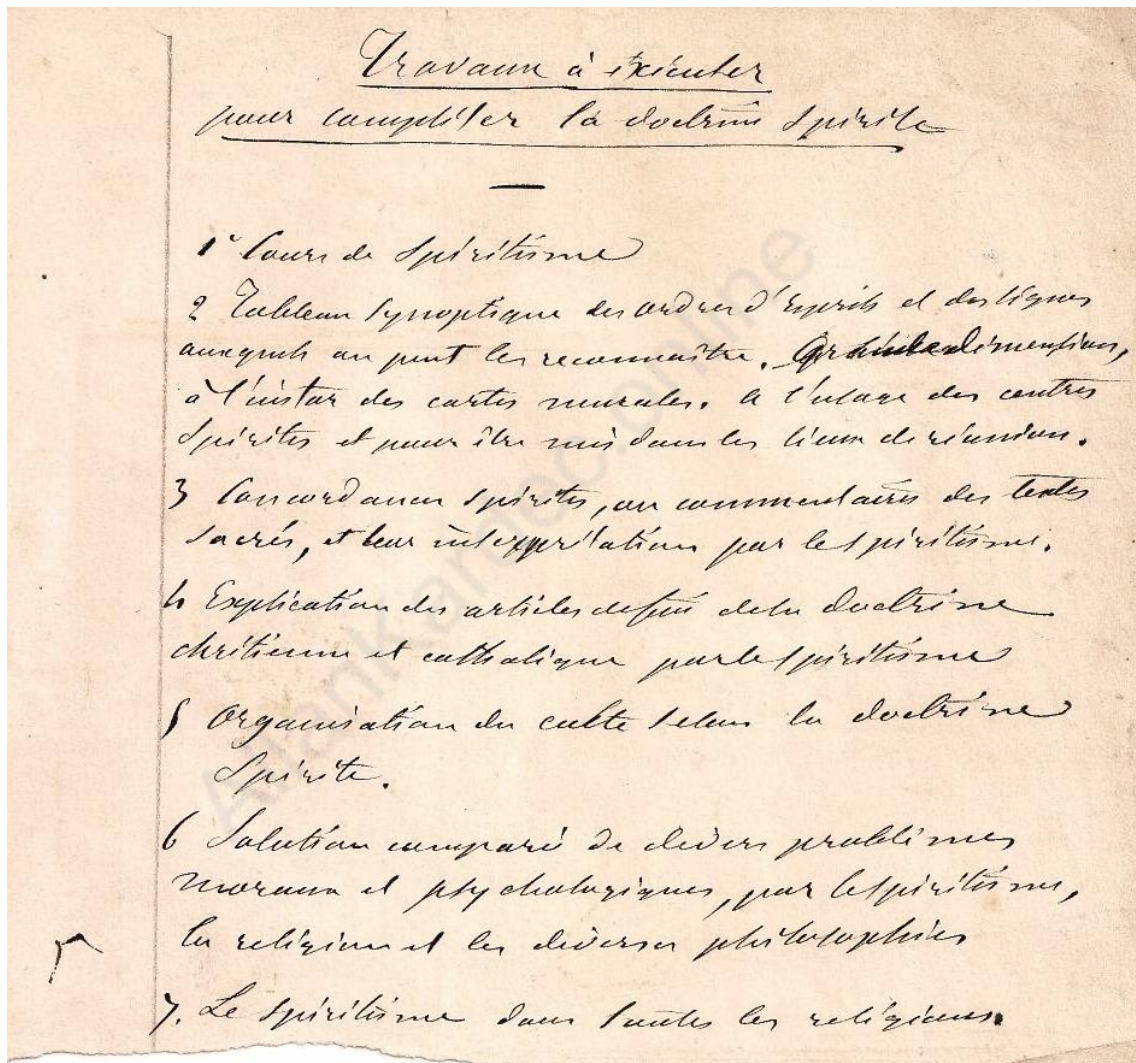 Travaux à exécuter
pour compléter la doctrine spirite
1° Cours de Spiritisme
2 Tableau synoptique des ordres d'Esprits et des signes
auxquels on peut les reconnaître. Grande dimension,
à l'instar des cartes murales. à l'usage des centres
spirites et pour être mis dans les lieux de réunion.
3 Concordances spirites, ou commentaires des textes
sacrés, et leur interprétation par le spiritisme.
4 Explication des articles de foi de la doctrine
chrétienne et catholique par le spiritisme
5 Organisation du culte selon la doctrine
Spirite.
6 Solution comparée de divers problèmes
moraux et psychologiques, par le spiritisme,
la religion et les diverses philosophies
7. Le Spiritisme dans toutes les religions.
AllanKardec.online